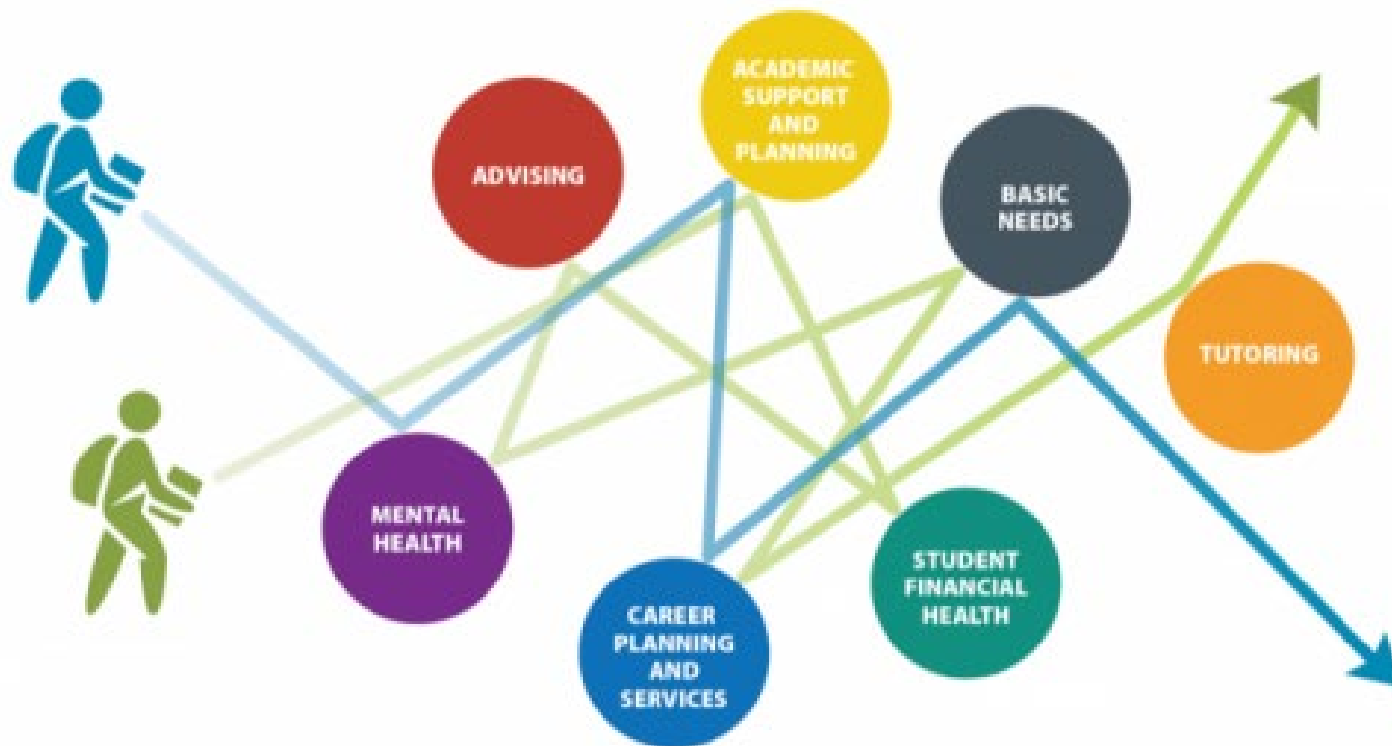 ADVISING
ACADEMIC
SUPPORT
AND
PLANNING
BASIC
NEEDS
TUTORING
MENTAL
HEALTH
CAREER
PLANNING
AND
SERVICES
STUDENT
FINANCIAL
HEALTH